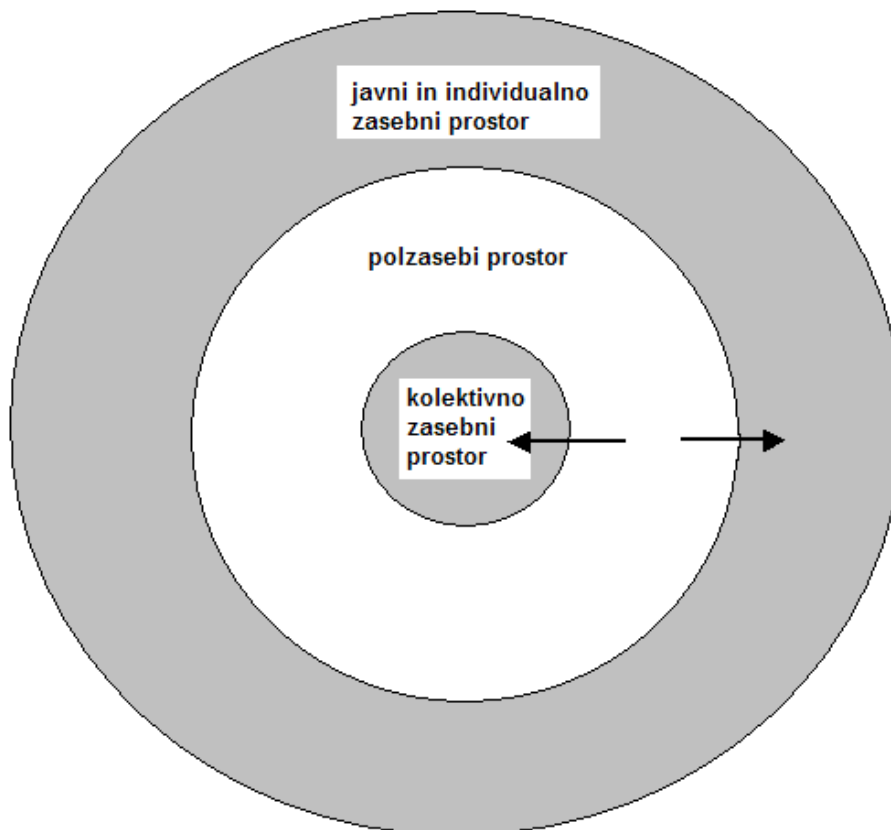 javni in individualno
zasebni prostor
polzasebi prostor
kolektivno
zasebni
prostor